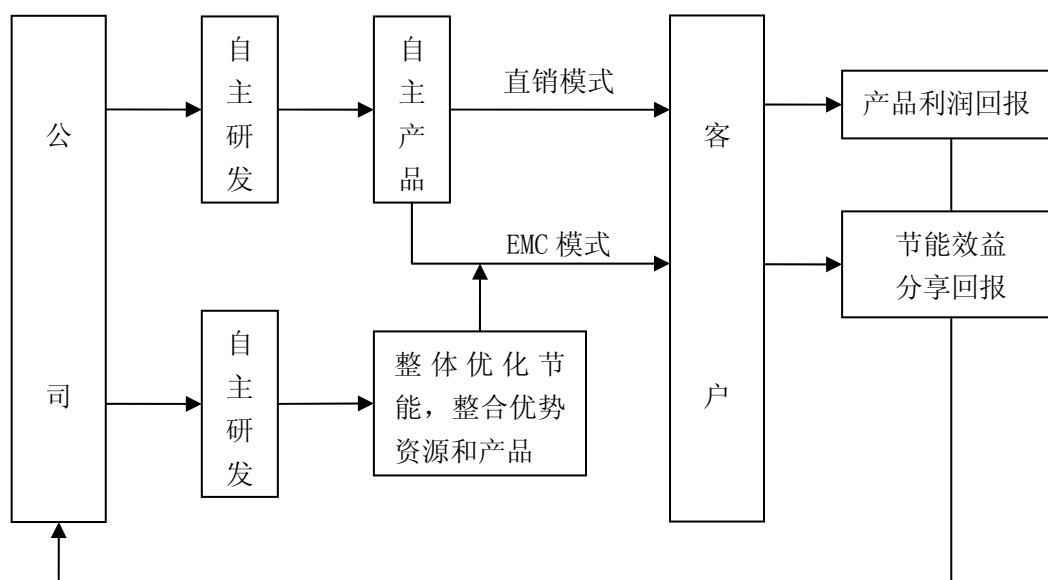 公司
自主研发
自主产品
直销模式
EMC 模式
客户
产品利润回报
节能效益
分享回报
自主研发
整体优化节
能，整合优势
资源和产品